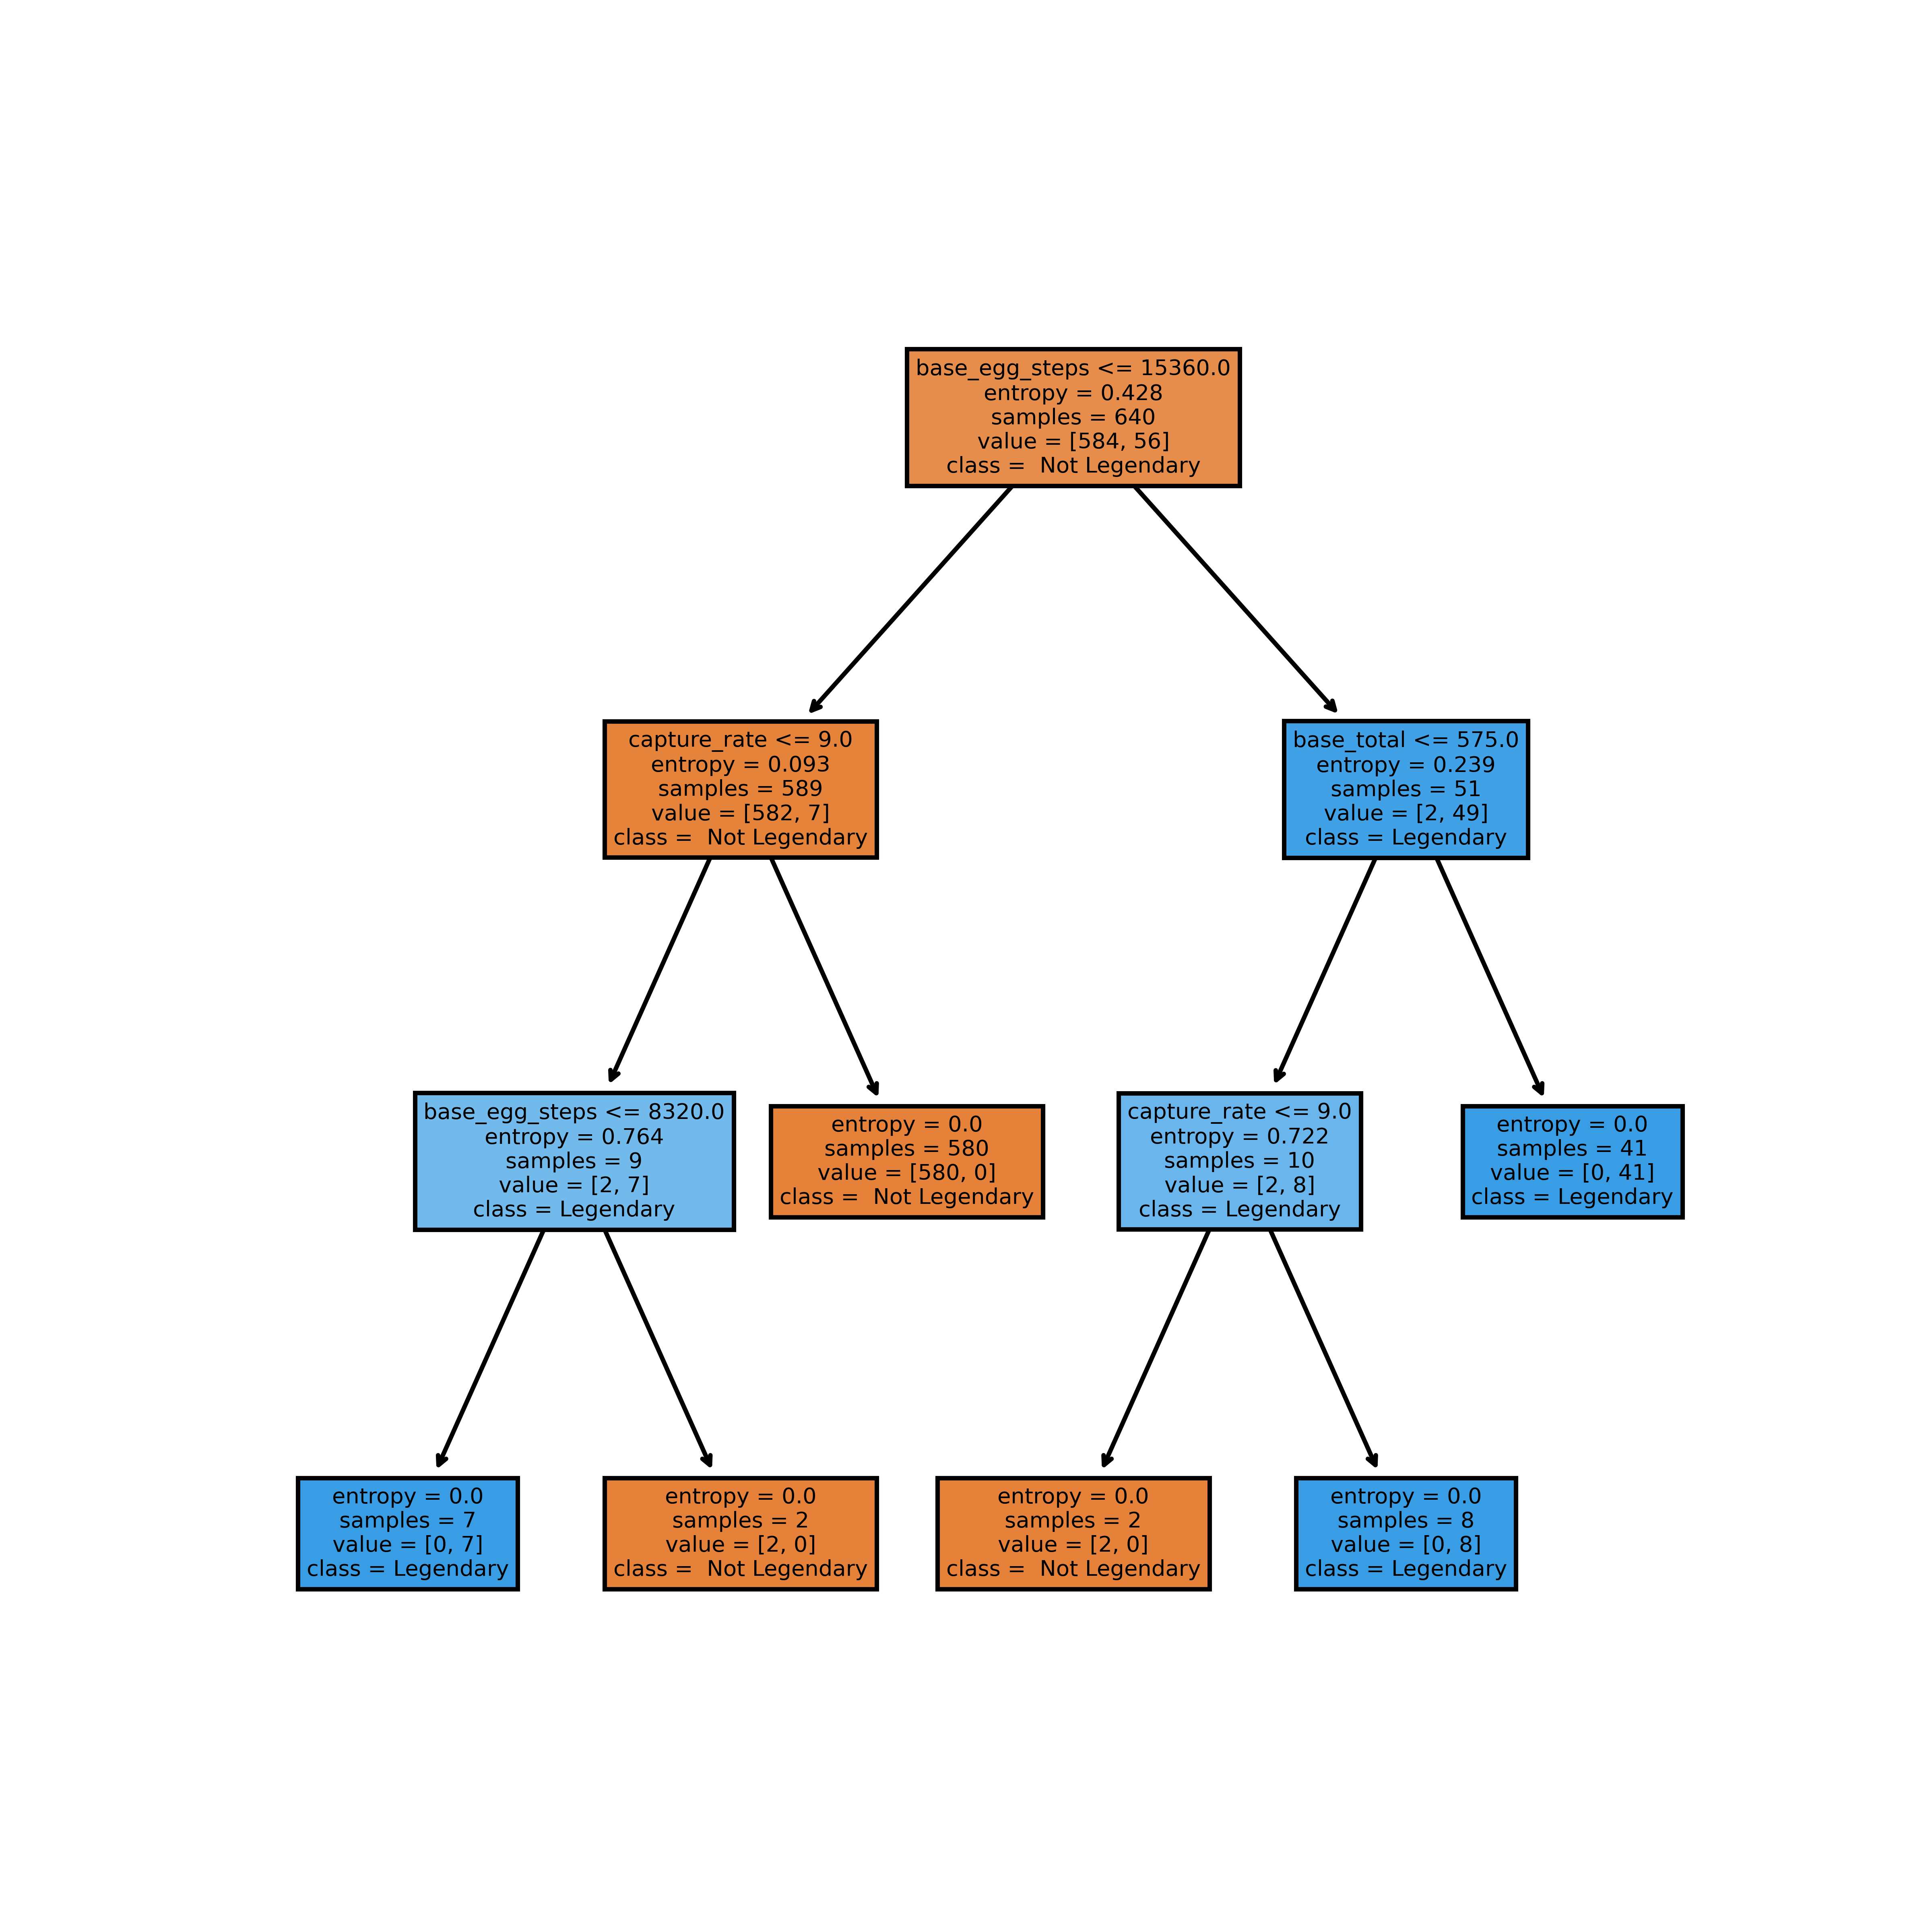 base_egg_steps <= 15360.0
entropy = 0.428
samples = 640
value = [584, 56]
class =  Not Legendary
capture_rate <= 9.0
entropy = 0.093
samples = 589
value = [582, 7]
class =  Not Legendary
base_total <= 575.0
entropy = 0.239
samples = 51
value = [2, 49]
class = Legendary
base_egg_steps <= 8320.0
entropy = 0.764
samples = 9
value = [2, 7]
class = Legendary
entropy = 0.0
samples = 580
value = [580, 0]
class =  Not Legendary
capture_rate <= 9.0
entropy = 0.722
samples = 10
value = [2, 8]
class = Legendary
entropy = 0.0
samples = 41
value = [0, 41]
class = Legendary
entropy = 0.0
samples = 7
value = [0, 7]
class = Legendary
entropy = 0.0
samples = 2
value = [2, 0]
class =  Not Legendary
entropy = 0.0
samples = 2
value = [2, 0]
class =  Not Legendary
entropy = 0.0
samples = 8
value = [0, 8]
class = Legendary